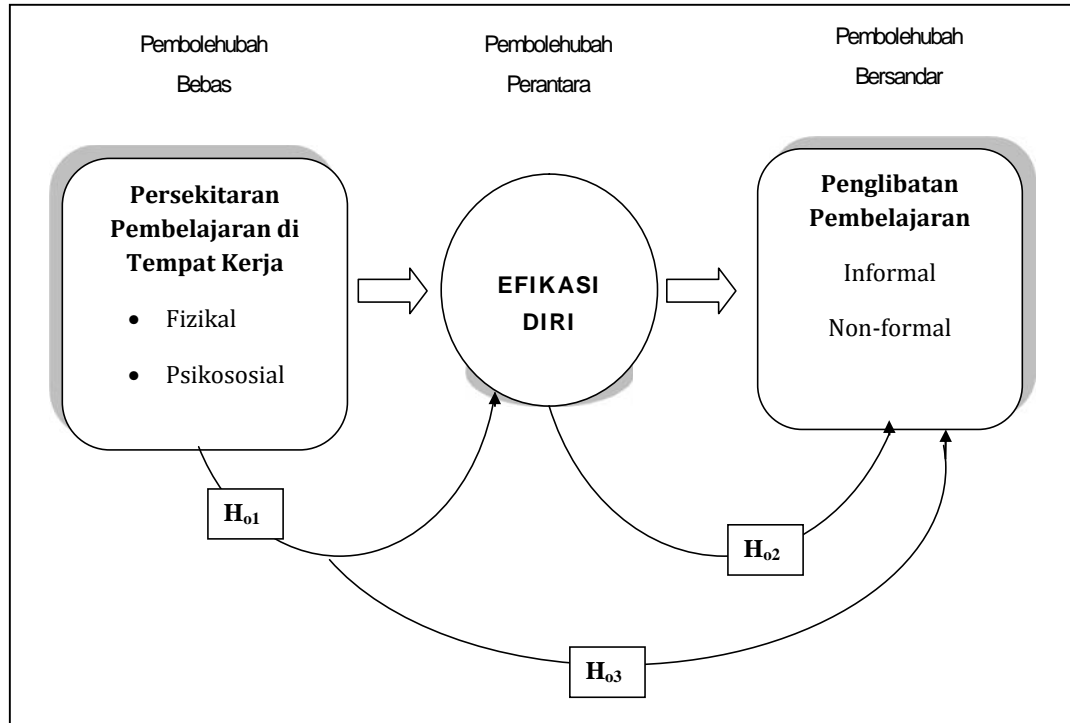 Pembolehubah
Bebas
Pembolehubah
Perantara
Pembolehubah
Bersandar
Persekitaran
Pembelajaran di
Tempat Kerja
• Fizikal
• Psikososial
EFIKASI
DIRI
Penglibatan
Pembelajaran
Informal
Non-formal
Ho1
Ho2
Ho3